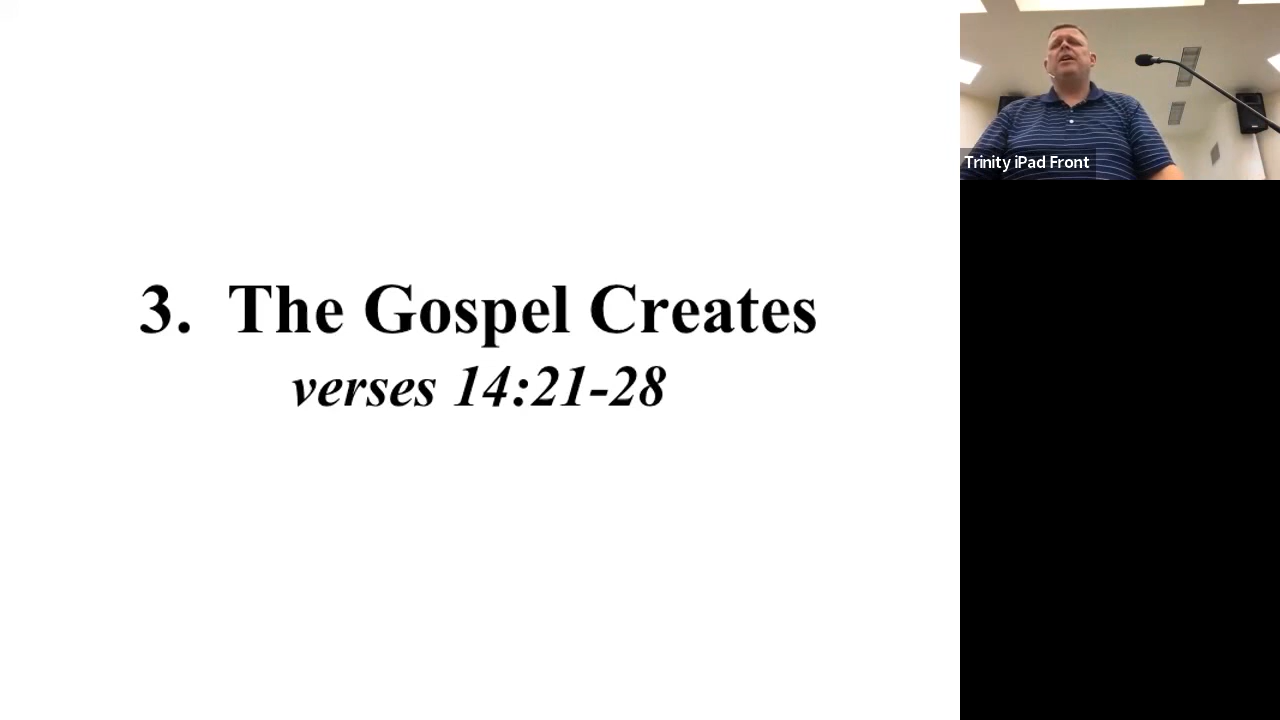 3. The Gospel Creates
verses 14:21-28
Trinity iPad Front